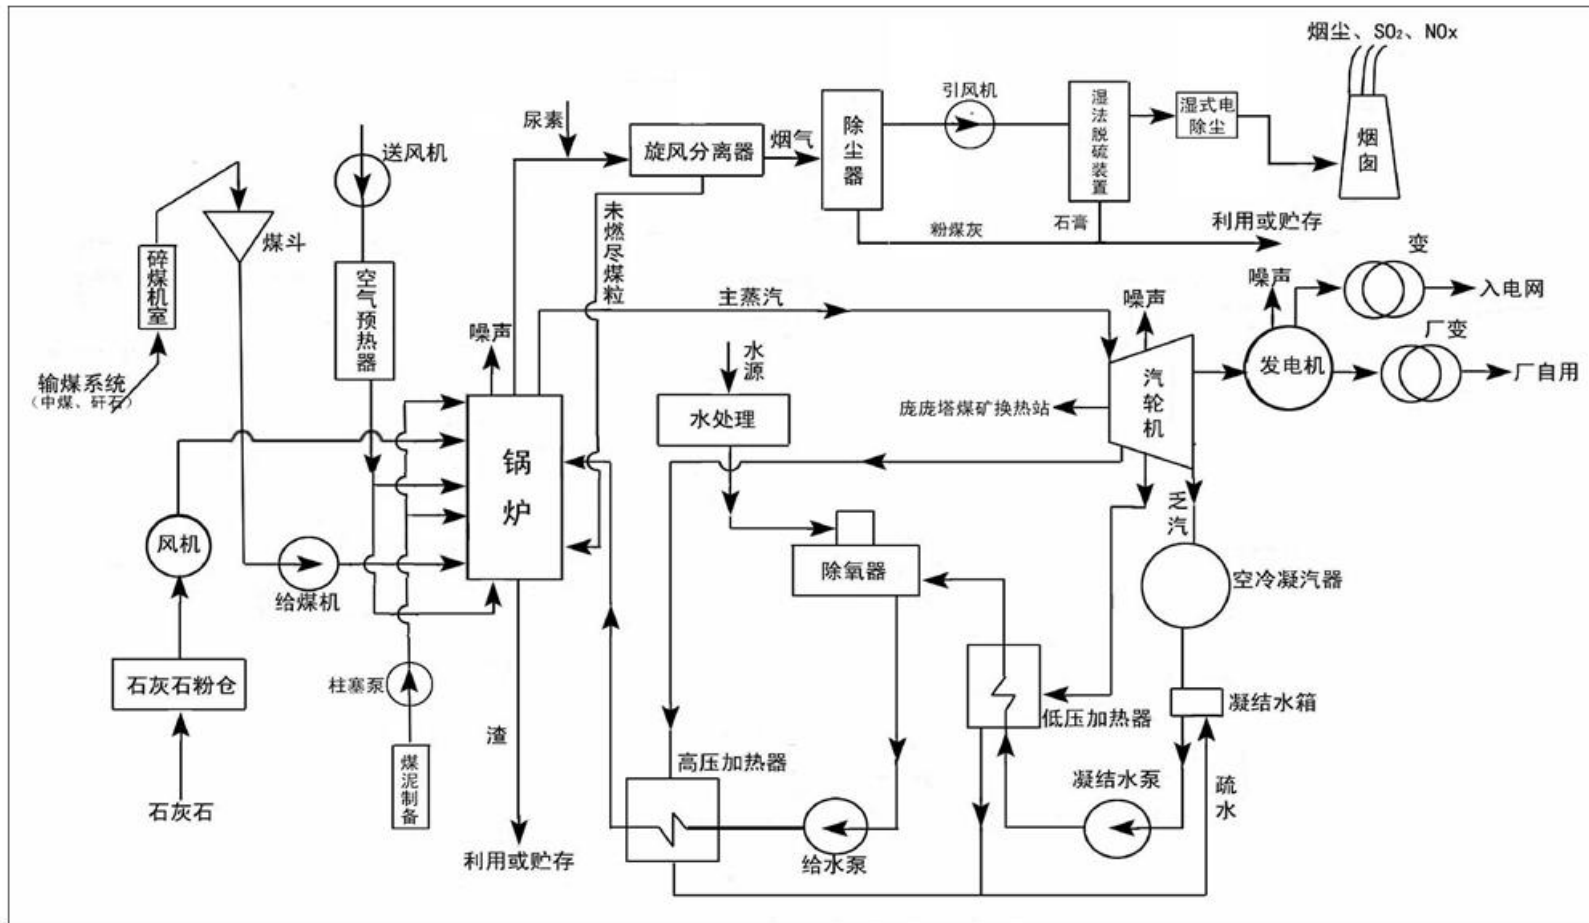 烟尘、SO₂、NOx
引风机
尿素
旋风分离器
烟气
除尘器
湿法脱硫装置
湿式电
除尘
烟囱
送风机
煤斗
碎煤机室
空气预热器
未燃尽煤粒
粉煤灰
石膏
利用或贮存
变
噪声
入电网
主蒸汽
噪声
厂变
噪声
水源
输煤系统
（中煤、矸石）
汽轮机
发电机
厂自用
庞庞塔煤矿换热站
水处理
锅炉
乏汽
风机
除氧器
空冷凝汽器
给煤机
石灰石粉仓
柱塞泵
低压加热器
凝结水箱
渣
高压加热器
煤泥制备
凝结水泵
疏水
石灰石
利用或贮存
给水泵